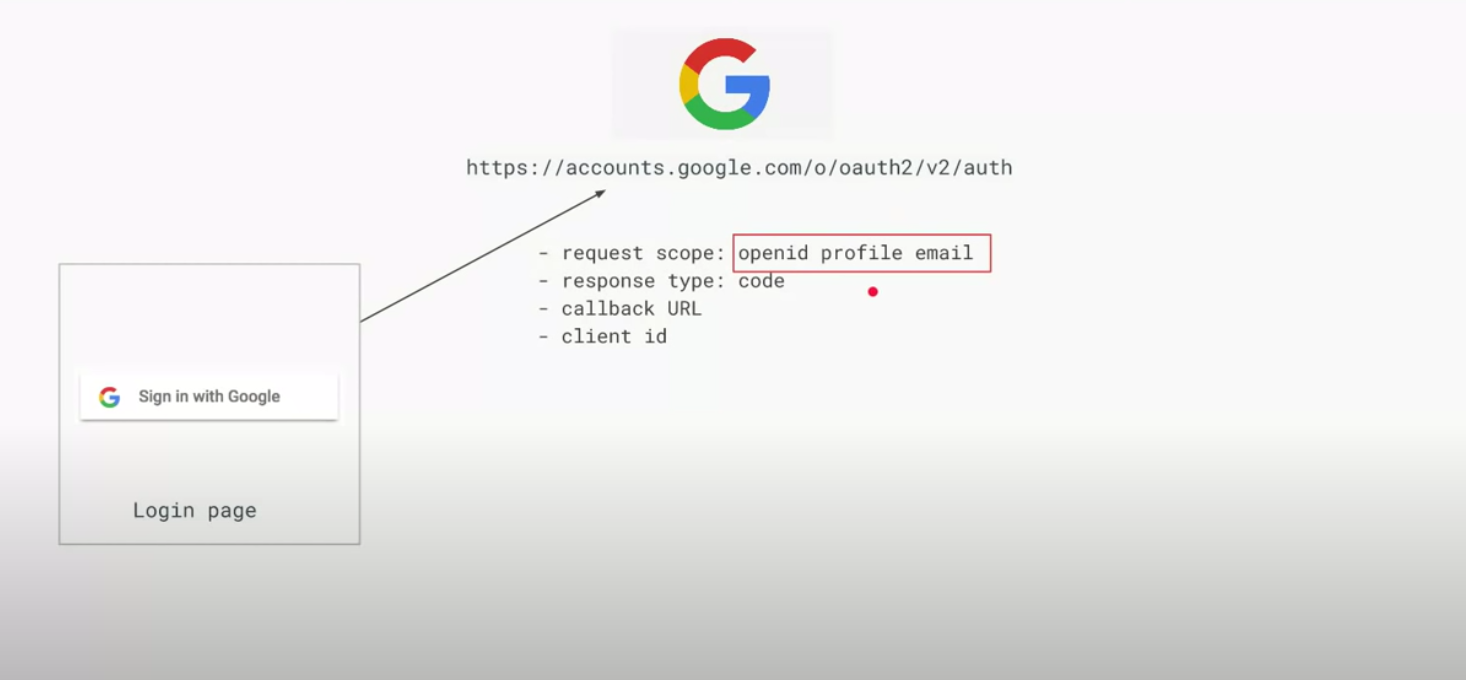 https://accounts.google.com/o/oauth2/v2/auth
- request scope: openid profile email
- response type: code
- callback URL
- client id
Sign in with Google
Login page